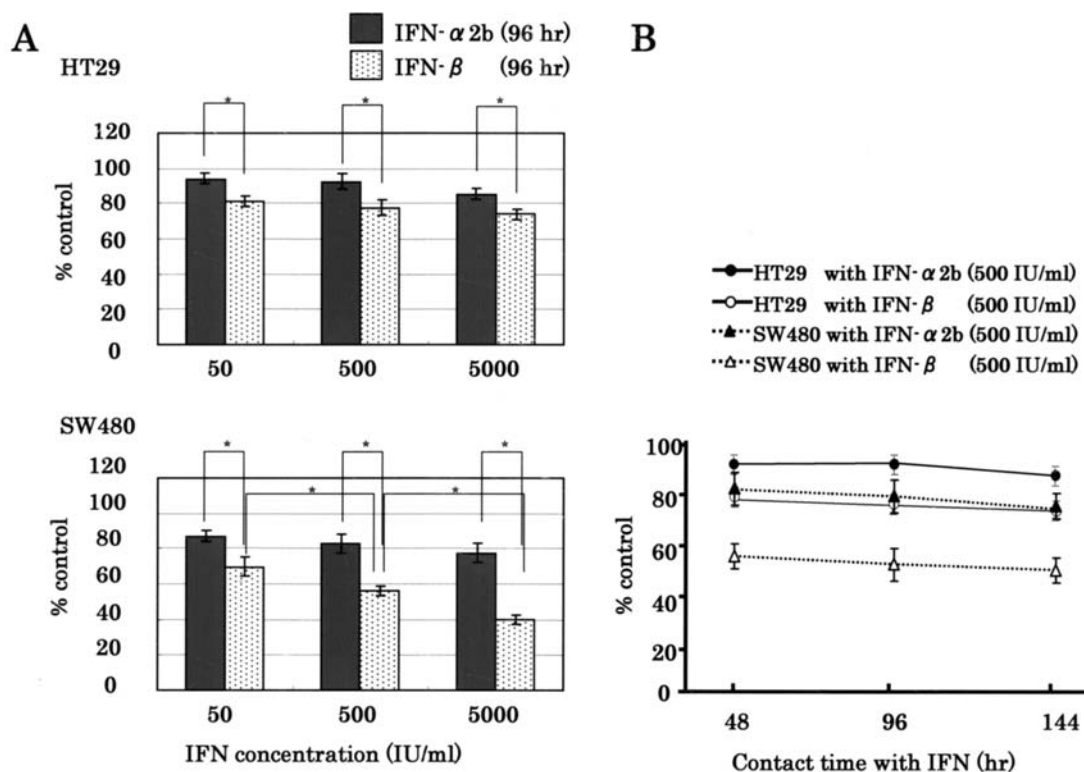 A
IFN- α 2b (96 hr)
IFN- β (96 hr)
HT29
* * *
120
100
80
60
40
20
0
% control
50 500 5000
SW480
* * *
* *
120
100
80
60
40
20
0
% control
50 500 5000
IFN concentration (IU/ml)
B
HT29 with IFN- α 2b (500 IU/ml)
HT29 with IFN- β (500 IU/ml)
SW480 with IFN- α 2b (500 IU/ml)
SW480 with IFN- β (500 IU/ml)
100
80
60
40
20
0
% control
48 96 144
Contact time with IFN (hr)